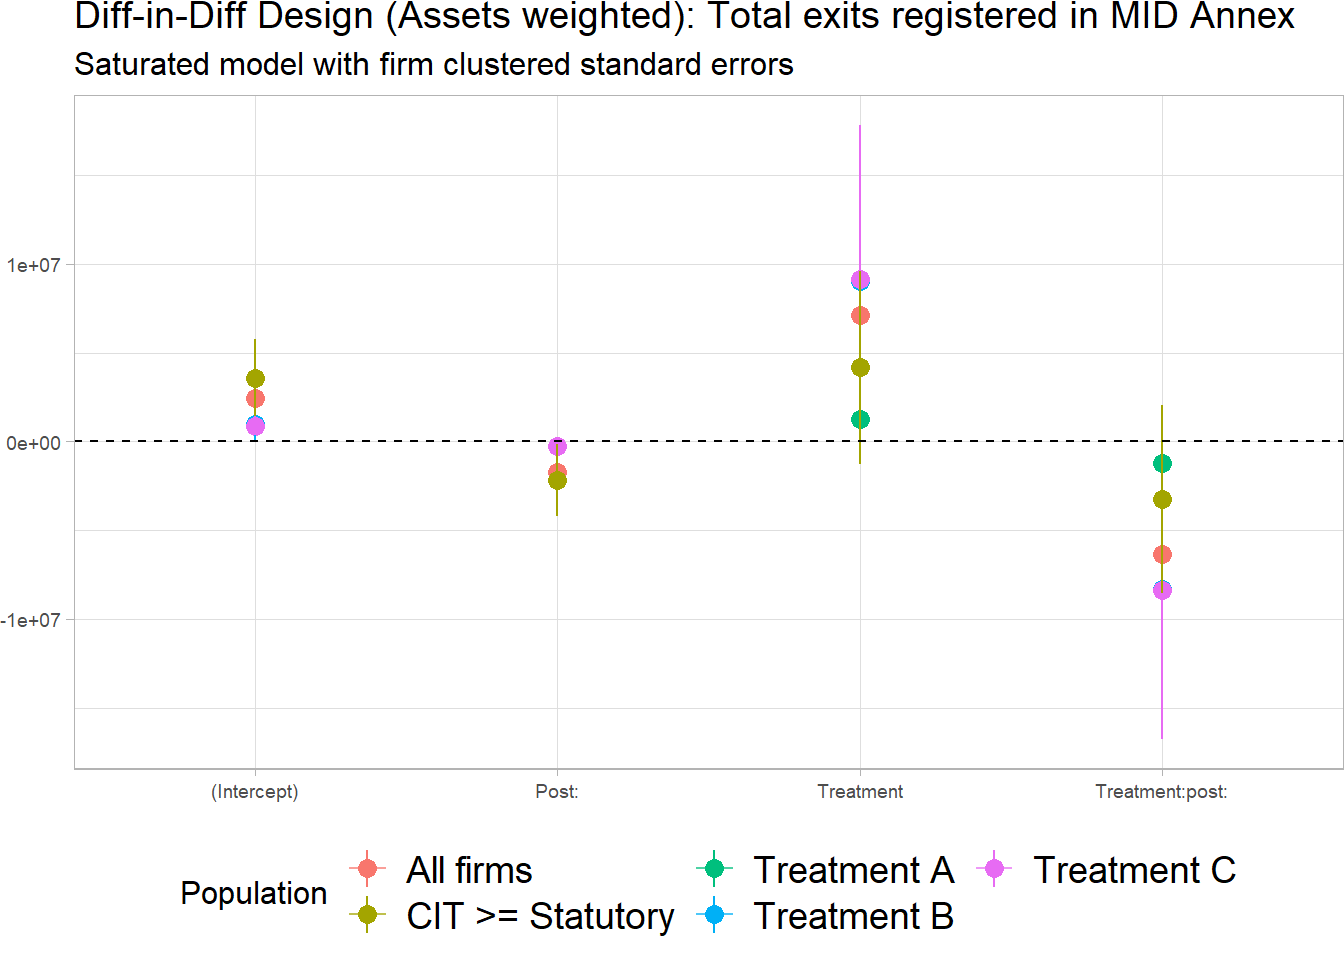 Diff-in-Diff Design (Assets weighted): Total exits registered in MID Annex
Saturated model with firm clustered standard errors
1e+07
0e+00
-1e+07
(Intercept)
Post:
Treatment
Treatment:post:
Population
All firms
CIT >= Statutory
Treatment A
Treatment B
Treatment C